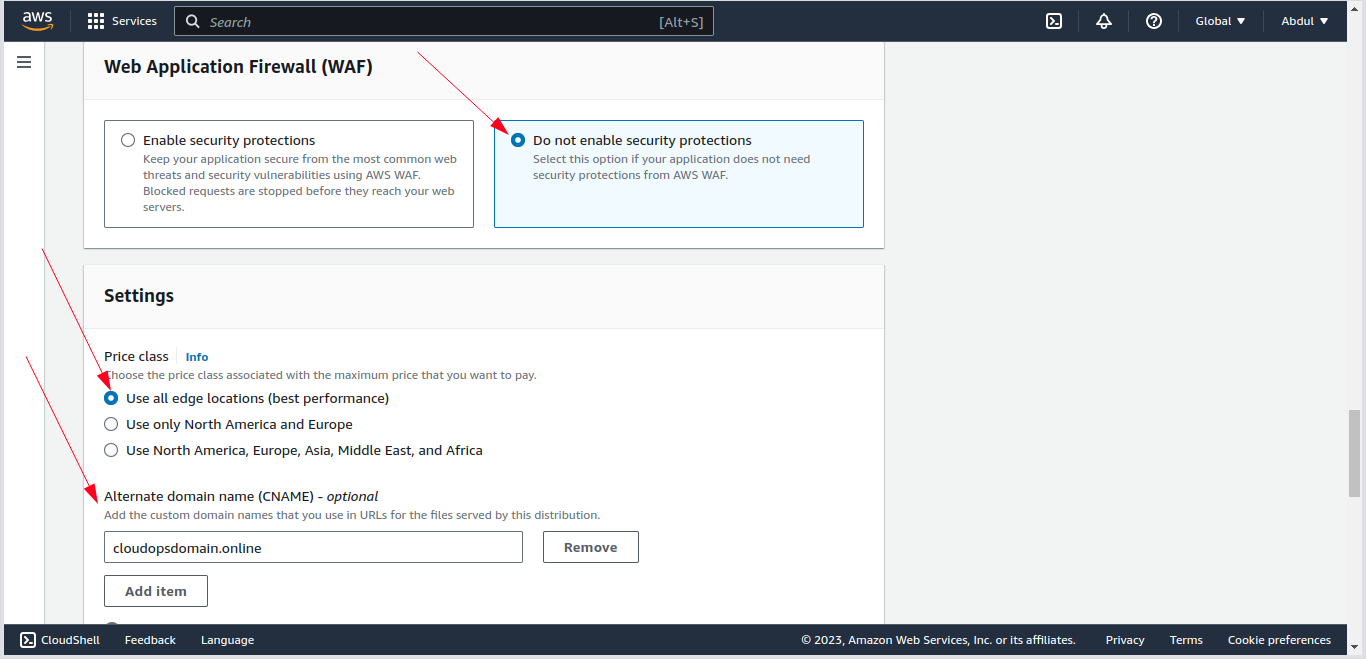 aws
Services
Search
[Alt+S]
Global
Abdul
Web Application Firewall (WAF)
Enable security protections
Keep your application secure from the most common web
threats and security vulnerabilities using AWS WAF.
Blocked requests are stopped before they reach your web
servers.
Do not enable security protections
Select this option if your application does not need
security protections from AWS WAF.
Settings
Price class
Info
Choose the price class associated with the maximum price that you want to pay.
Use all edge locations (best performance)
Use only North America and Europe
Use North America, Europe, Asia, Middle East, and Africa
Alternate domain name (CNAME) - optional
Add the custom domain names that you use in URLs for the files served by this distribution.
cloudopsdomain.online
Remove
Add item
CloudShell
Feedback
Language
© 2023, Amazon Web Services, Inc. or its affiliates.
Privacy
Terms
Cookie preferences